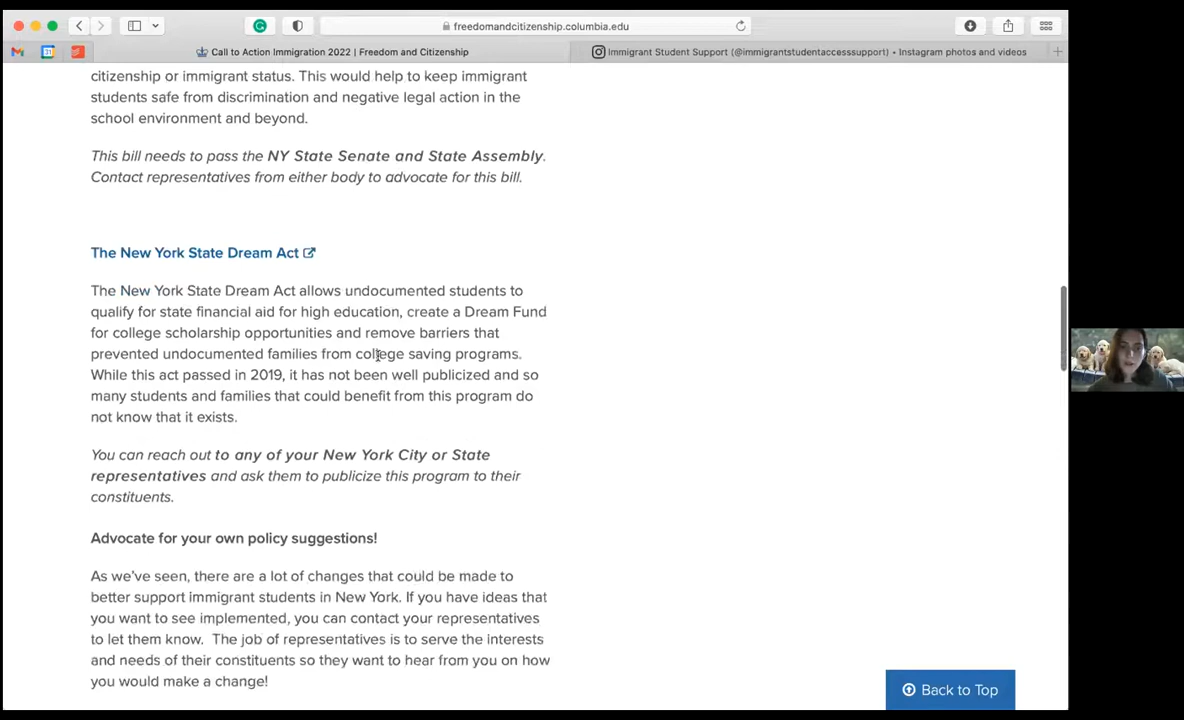 freedomandcitizenship.columbia.edu
Call to Action Immigration 2022 | Freedom and Citizenship
Immigrant Student Support (@immigrantstudentaccesssupport) • Instagram photos and videos
citizenship or immigrant status. This would help to keep immigrant
students safe from discrimination and negative legal action in the
school environment and beyond.
This bill needs to pass the NY State Senate and State Assembly.
Contact representatives from either body to advocate for this bill.
The New York State Dream Act
The New York State Dream Act allows undocumented students to
qualify for state financial aid for high education, create a Dream Fund
for college scholarship opportunities and remove barriers that
prevented undocumented families from college saving programs.
While this act passed in 2019, it has not been well publicized and so
many students and families that could benefit from this program do
not know that it exists.
You can reach out to any of your New York City or State
representatives and ask them to publicize this program to their
constituents.
Advocate for your own policy suggestions!
As we've seen, there are a lot of changes that could be made to
better support immigrant students in New York. If you have ideas that
you want to see implemented, you can contact your representatives
to let them know.  The job of representatives is to serve the interests
and needs of their constituents so they want to hear from you on how
you would make a change!
Back to Top